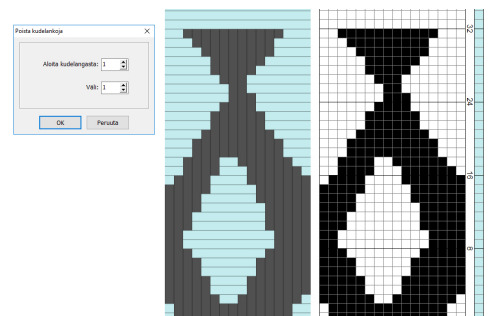 Poista kudelankoja
Aloita kudelangasta: 1
Väli: 1
OK Peruuta
32
24
16
8